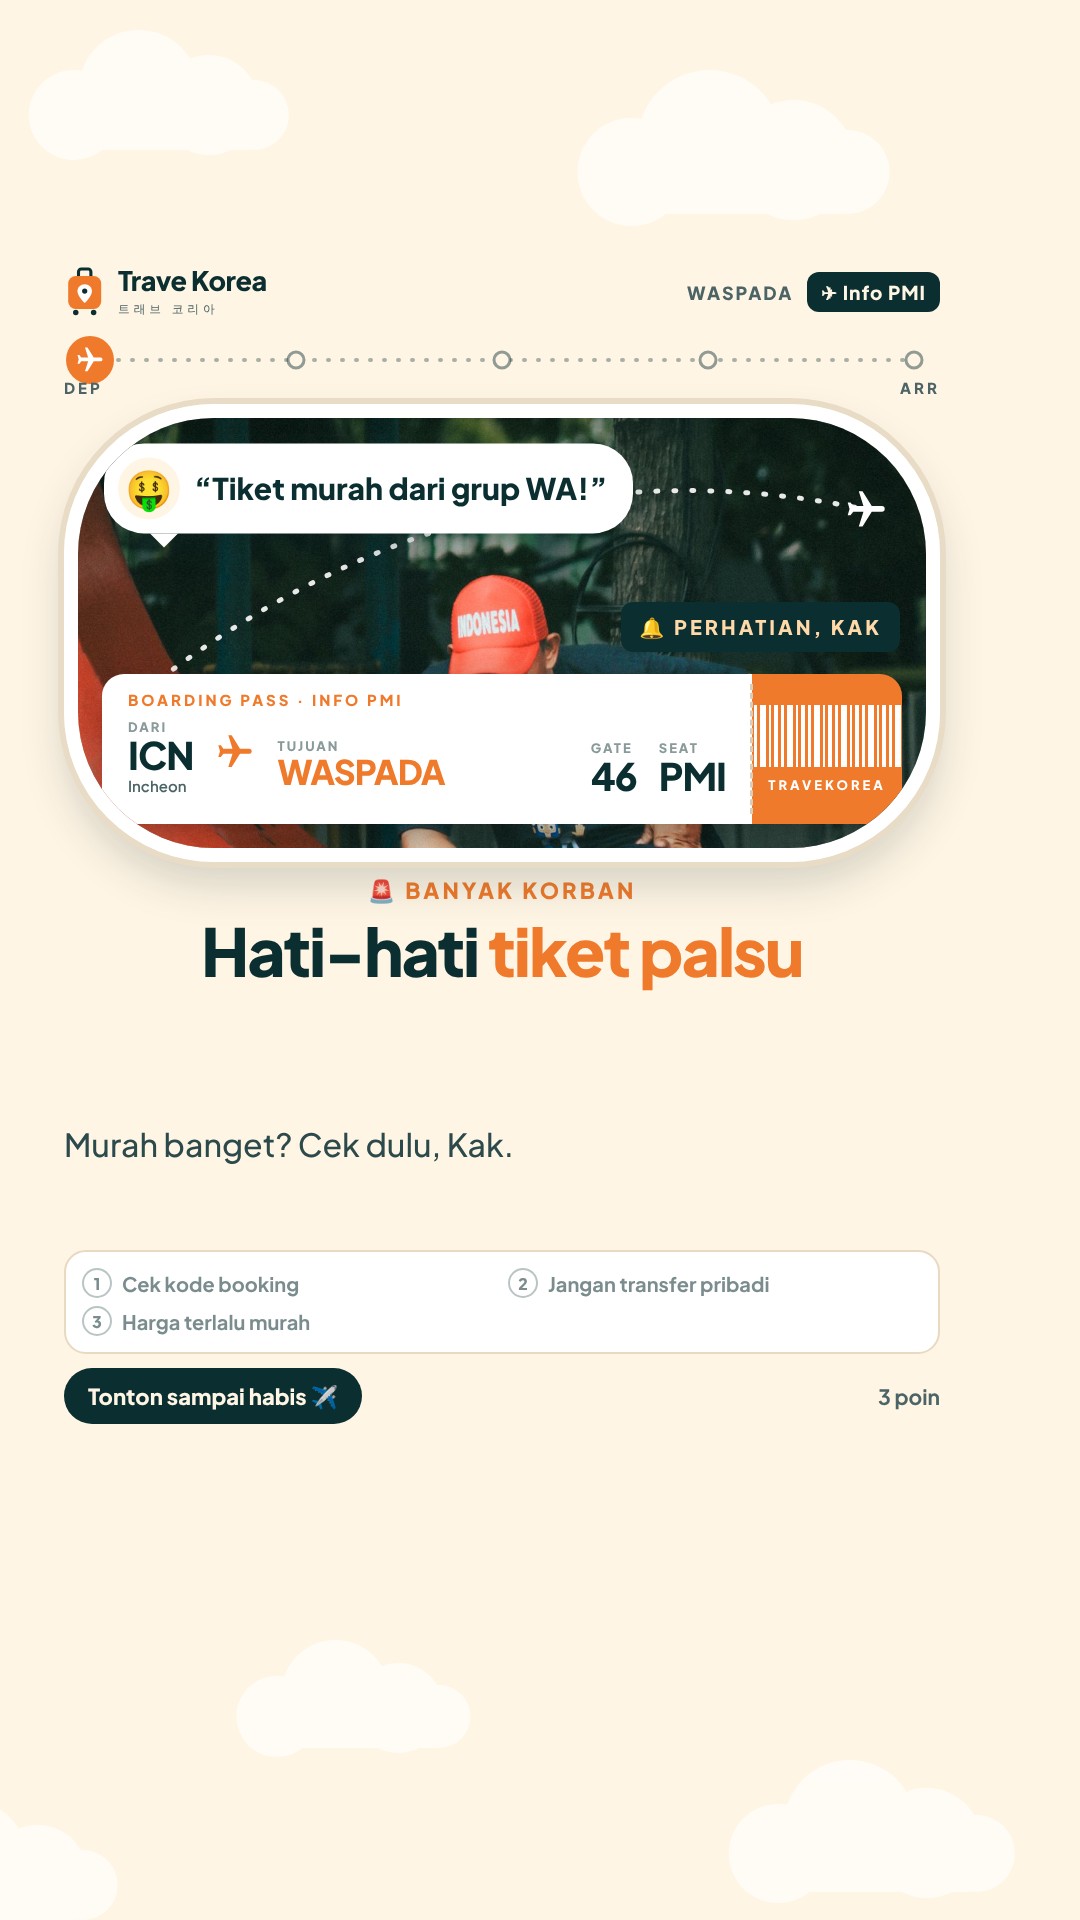 Trave Korea
트래브 코리아
WASPADA
✈ Info PMI
DEP
ARR
🤑 “Tiket murah dari grup WA!”
INDONESIA
🔔 PERHATIAN, KAK
BOARDING PASS · INFO PMI
DARI
ICN
Incheon
TUJUAN
WASPADA
GATE
46
SEAT
PMI
TRAVEKOREA
🚨 BANYAK KORBAN
Hati-hati tiket palsu
Murah banget? Cek dulu, Kak.
1 Cek kode booking
2 Jangan transfer pribadi
3 Harga terlalu murah
Tonton sampai habis ✈️
3 poin